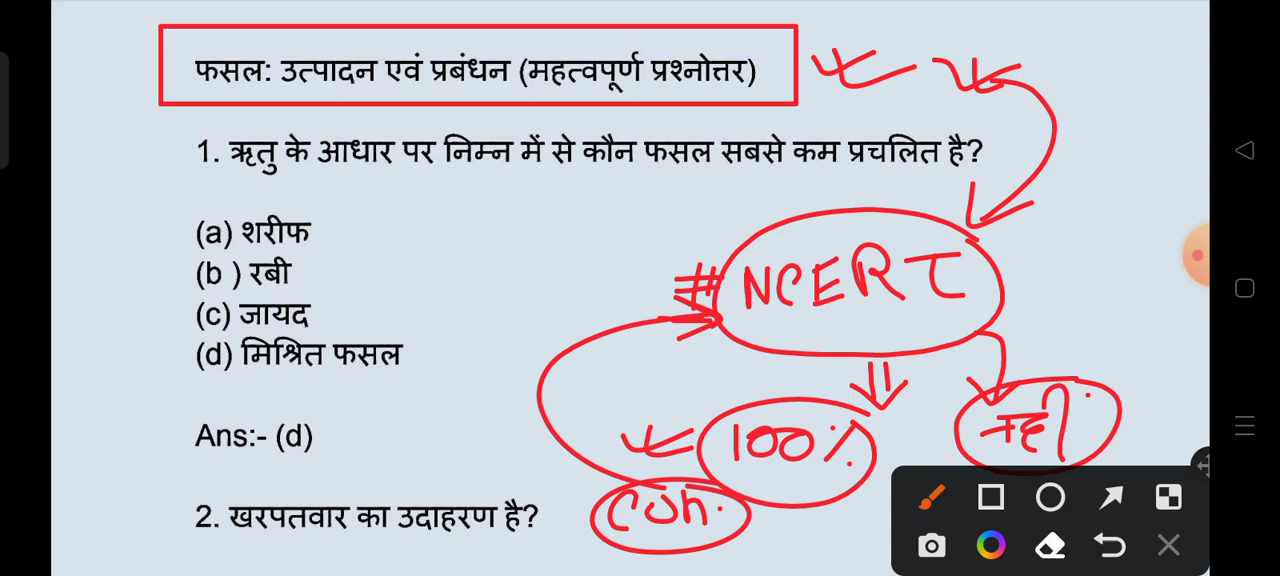 फसल: उत्पादन एवं प्रबंधन (महत्वपूर्ण प्रश्नोत्तर)
1. ऋतु के आधार पर निम्न में से कौन फसल सबसे कम प्रचलित है?
(a) शरीफ
(b ) रबी
#NCERT
(c) जायद
(d) मिश्रित फसल
Ans:- (d)
100%
नही
2. खरपतवार का उदाहरण है?